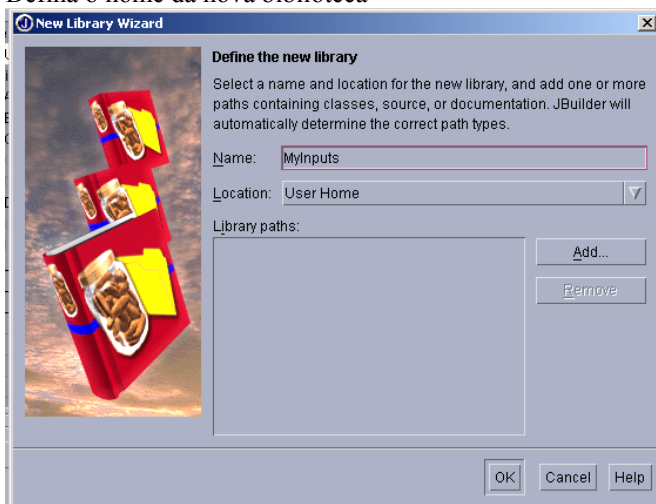 Defina o nome da nova biblioteca
New Library Wizard
Define the new library
Select a name and location for the new library, and add one or more
paths containing classes, source, or documentation. JBuilder will
automatically determine the correct path types.
Name: MyInputs
Location: User Home
Library paths:
Add...
Remove
OK Cancel Help